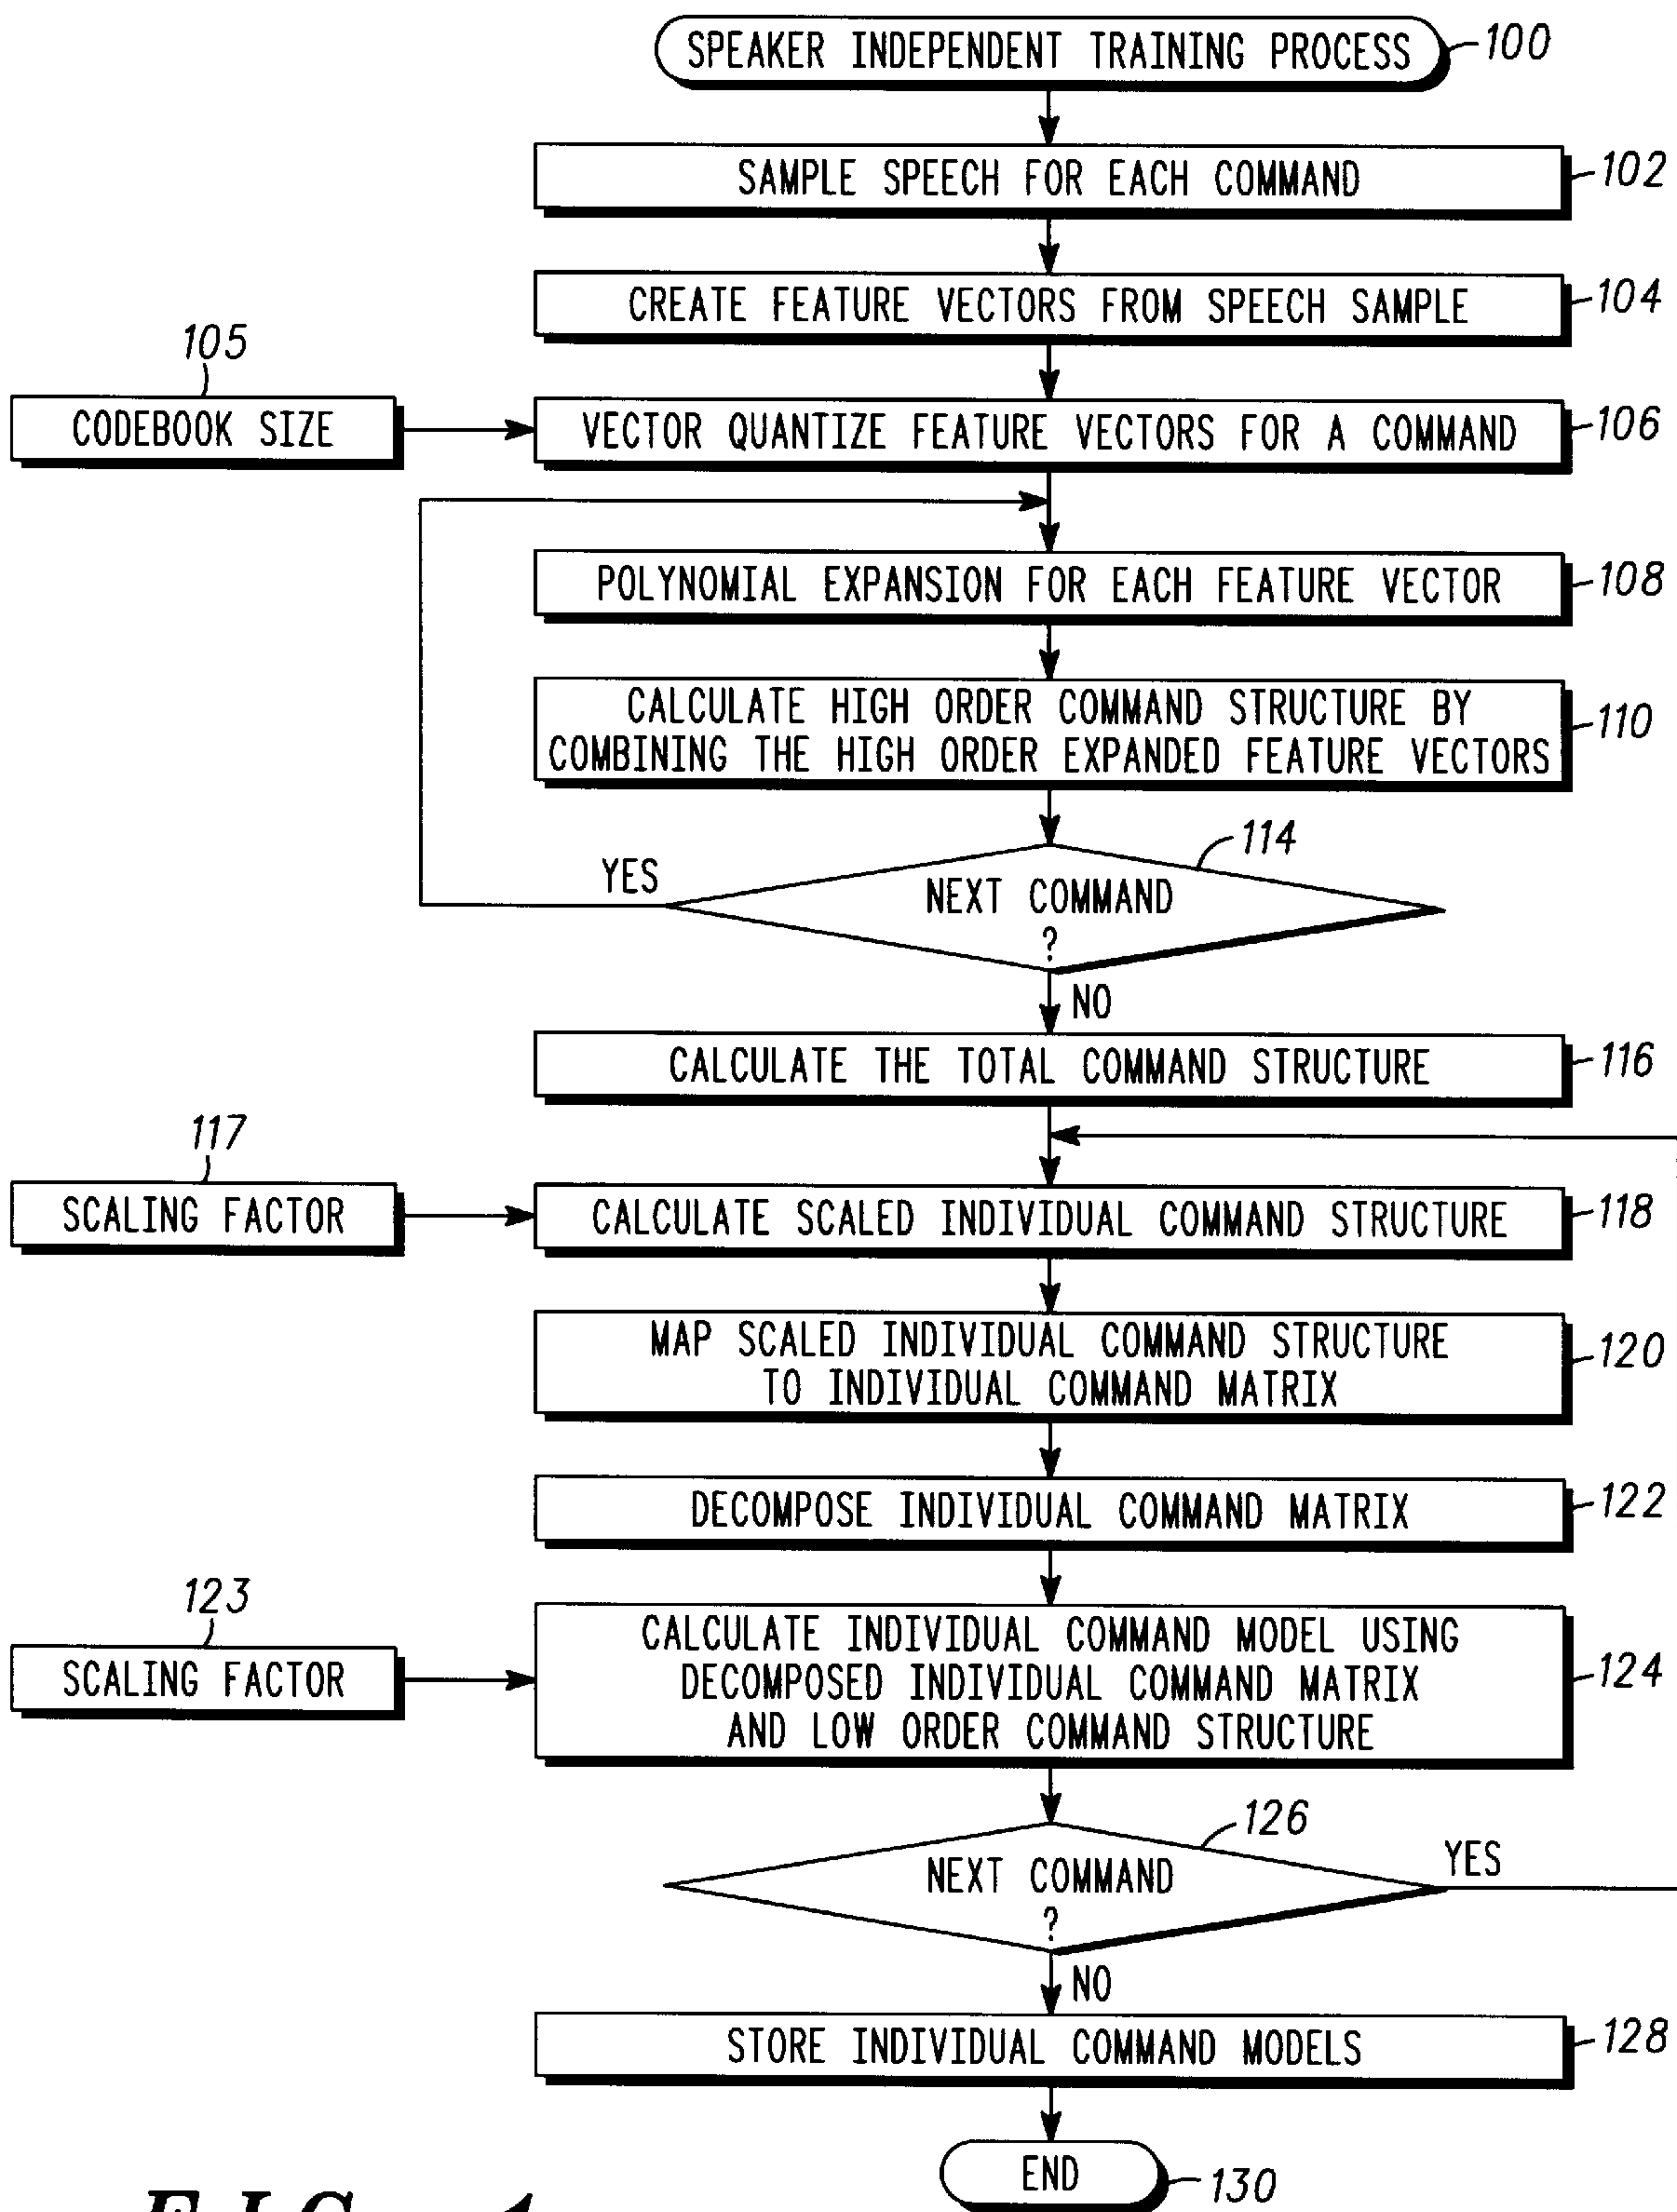 SPEAKER INDEPENDENT TRAINING PROCESS
100
SAMPLE SPEECH FOR EACH COMMAND
102
CREATE FEATURE VECTORS FROM SPEECH SAMPLE
104
105
CODEBOOK SIZE
VECTOR QUANTIZE FEATURE VECTORS FOR A COMMAND
106
POLYNOMIAL EXPANSION FOR EACH FEATURE VECTOR
108
CALCULATE HIGH ORDER COMMAND STRUCTURE BY
COMBINING THE HIGH ORDER EXPANDED FEATURE VECTORS
110
114
YES
NEXT COMMAND
?
NO
CALCULATE THE TOTAL COMMAND STRUCTURE
116
117
SCALING FACTOR
CALCULATE SCALED INDIVIDUAL COMMAND STRUCTURE
118
MAP SCALED INDIVIDUAL COMMAND STRUCTURE
TO INDIVIDUAL COMMAND MATRIX
120
DECOMPOSE INDIVIDUAL COMMAND MATRIX
122
123
SCALING FACTOR
CALCULATE INDIVIDUAL COMMAND MODEL USING
DECOMPOSED INDIVIDUAL COMMAND MATRIX
AND LOW ORDER COMMAND STRUCTURE
124
126
NEXT COMMAND
?
YES
NO
STORE INDIVIDUAL COMMAND MODELS
128
END
130
FIG. 1